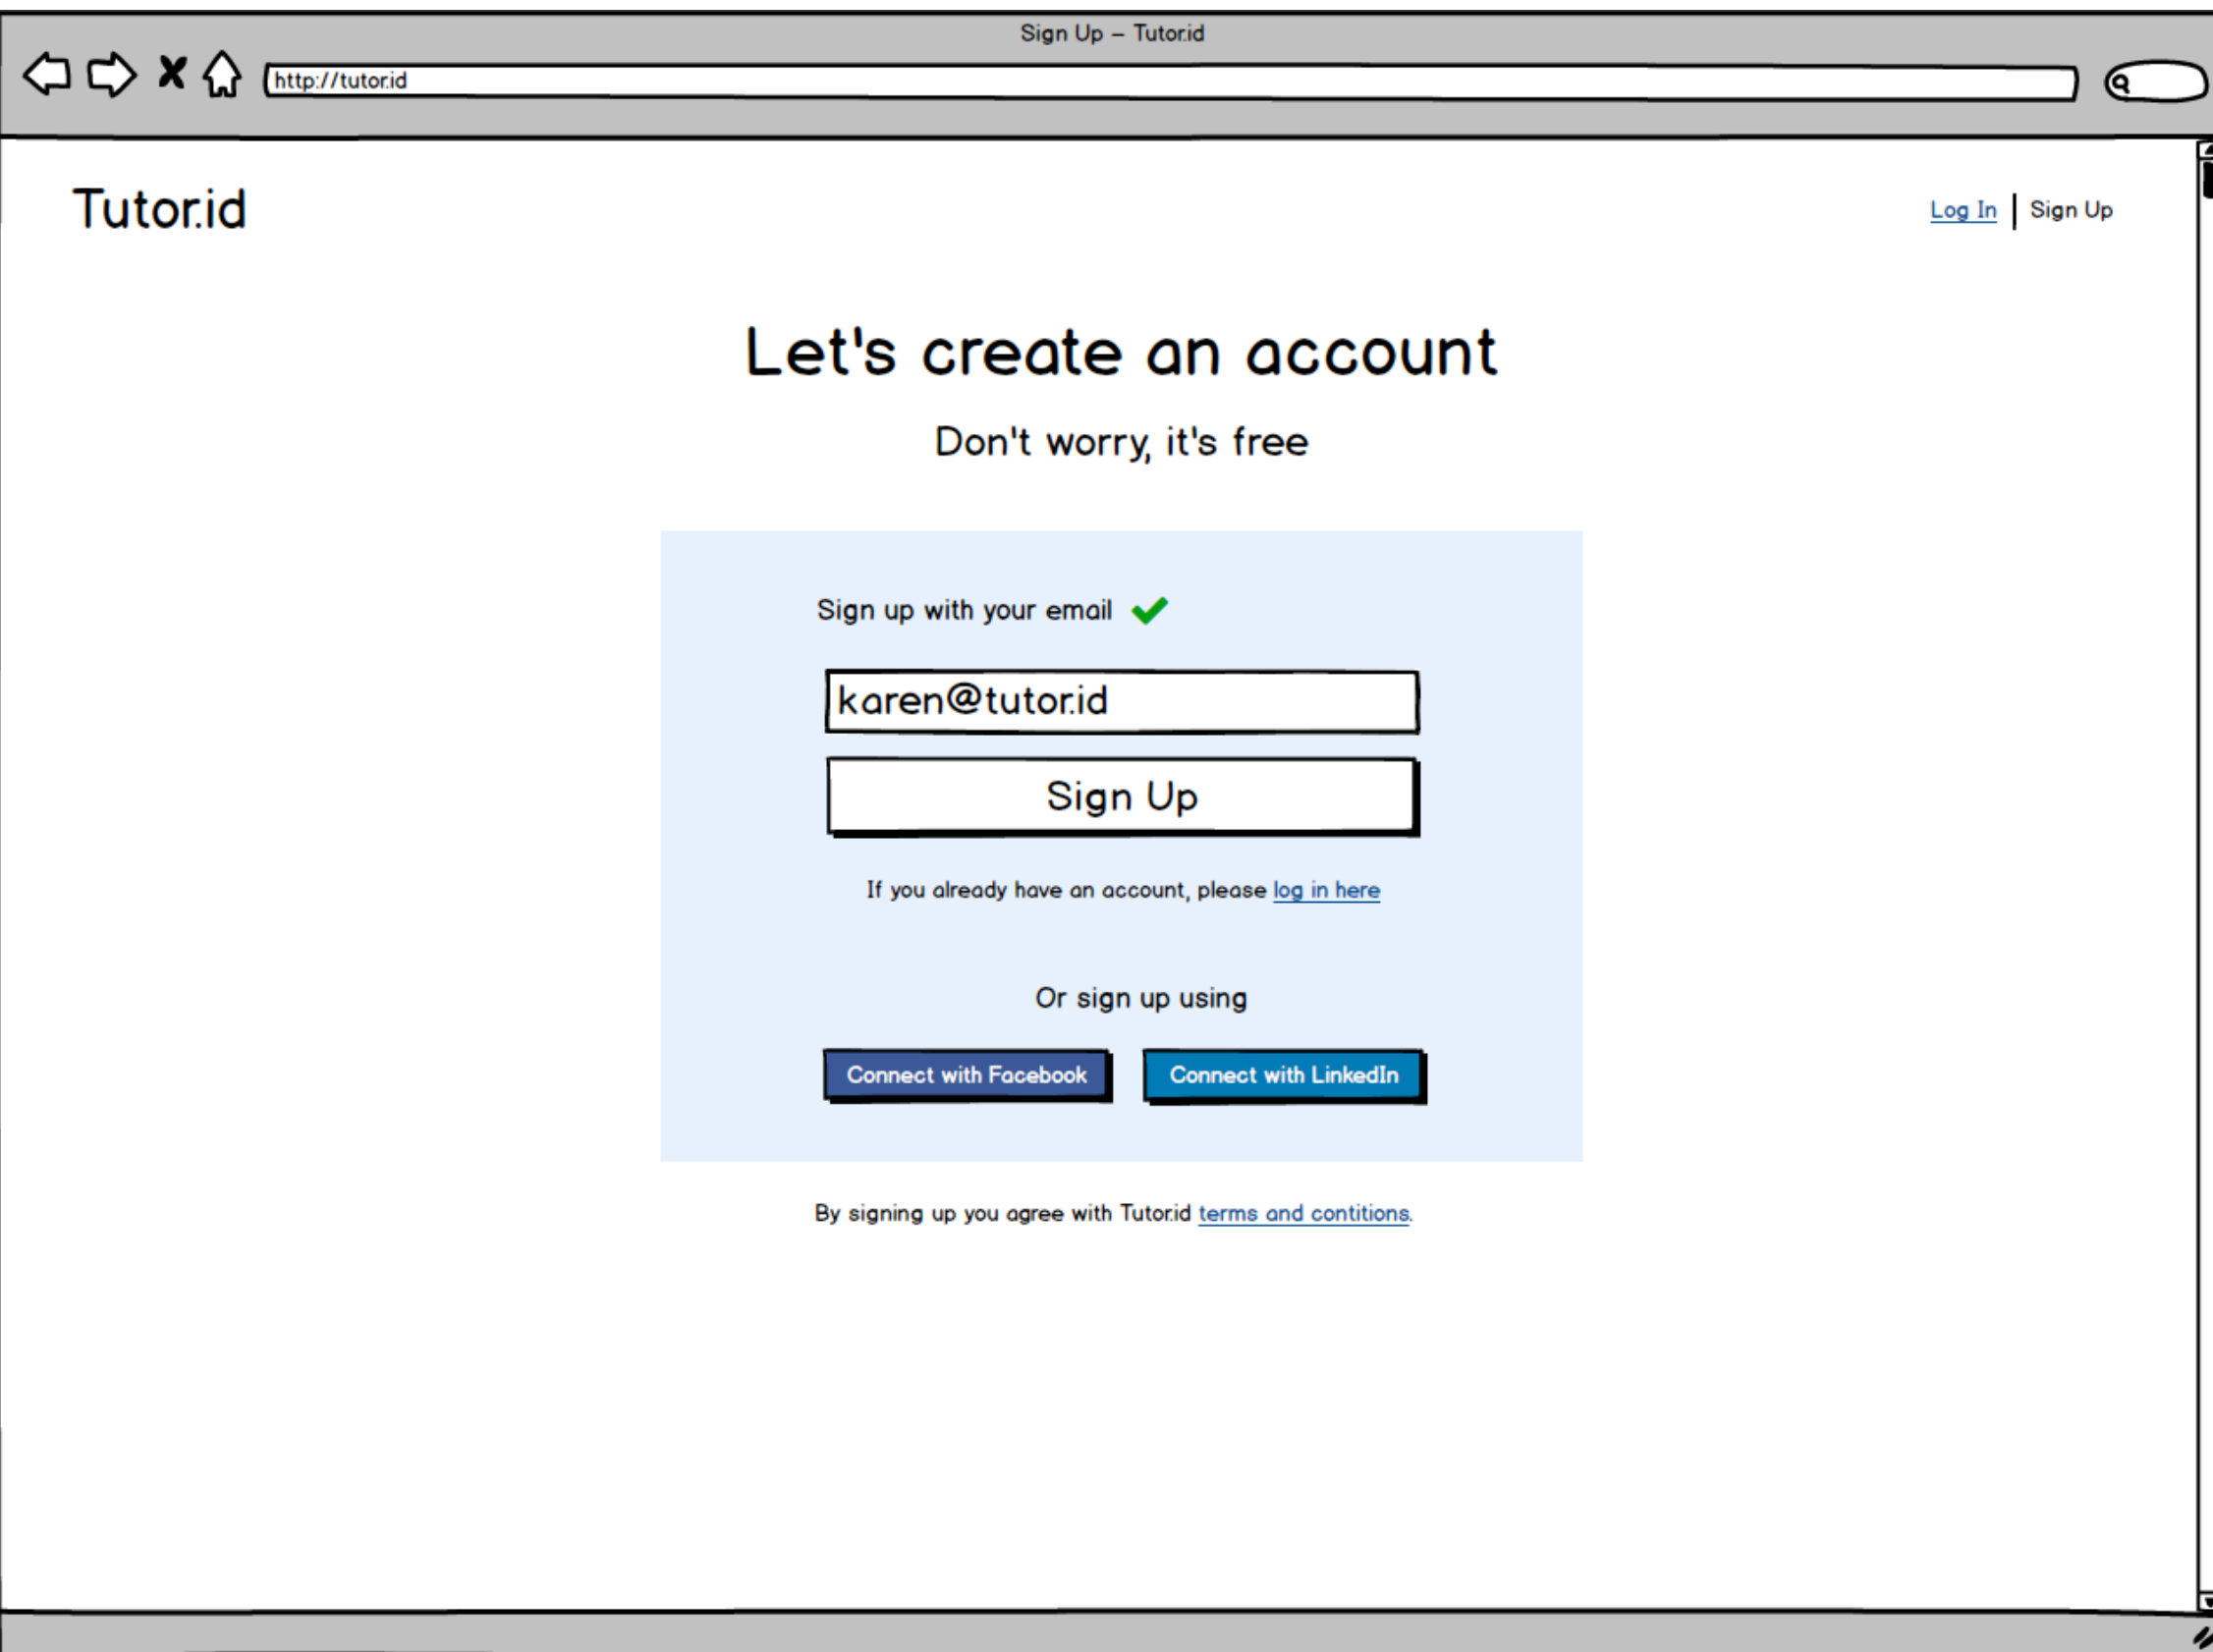 Sign Up – Tutor.id
http://tutor.id
Tutor.id
Log In | Sign Up
Let's create an account
Don't worry, it's free
Sign up with your email
karen@tutor.id
Sign Up
If you already have an account, please log in here
Or sign up using
Connect with Facebook
Connect with LinkedIn
By signing up you agree with Tutor.id terms and contitions.